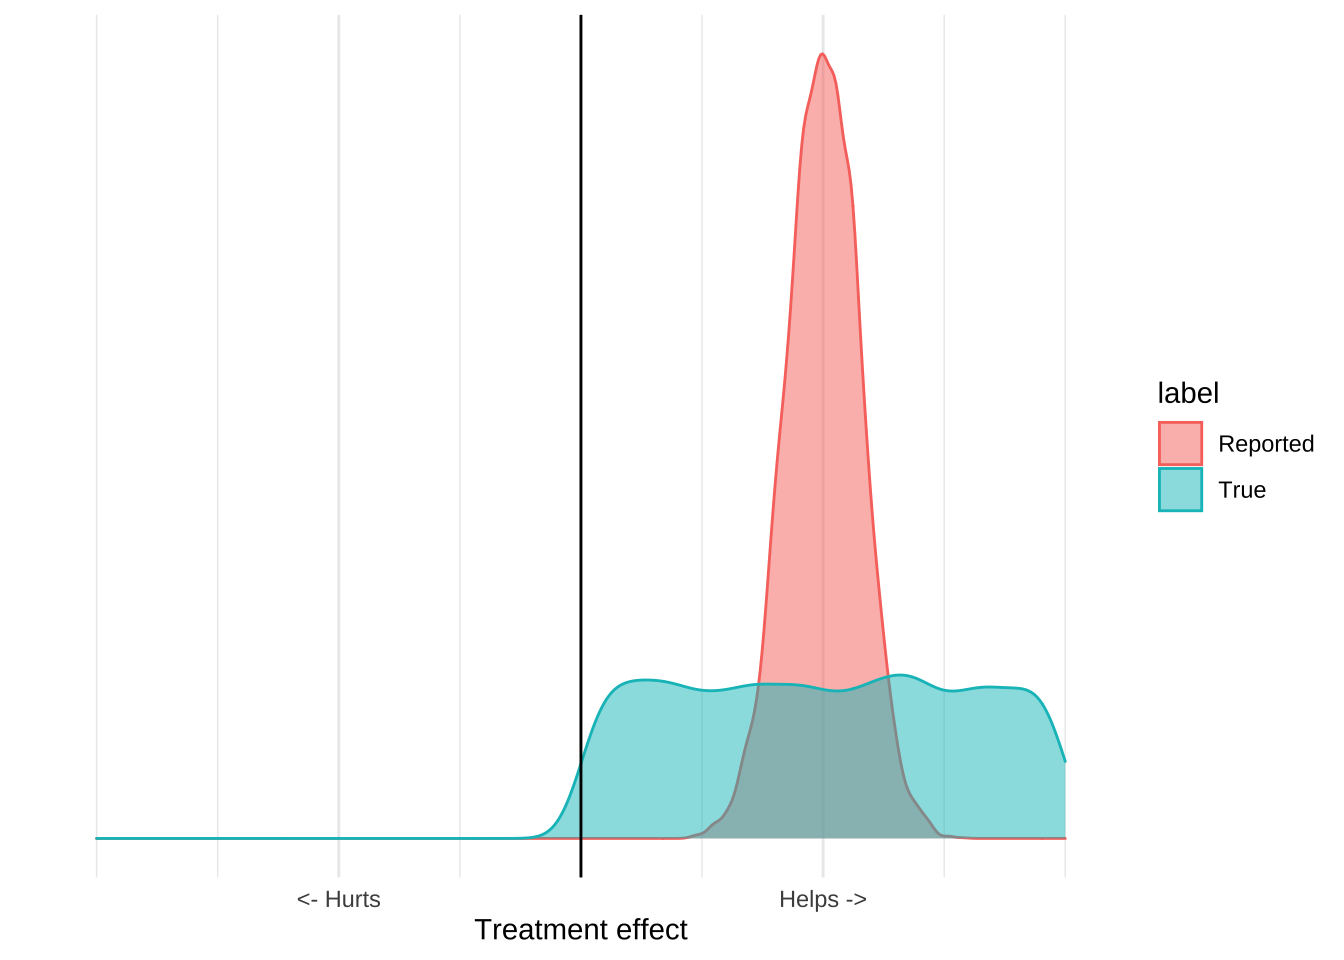 label
Reported
True
<- Hurts
Helps ->
Treatment effect